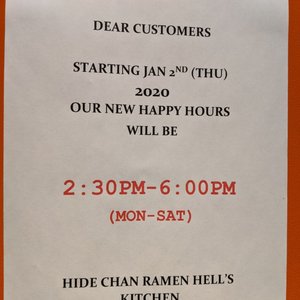 DEAR CUSTOMERS
STARTING JAN 2ND (THU)
2020
OUR NEW HAPPY HOURS
WILL BE
2:30PM-6:00PM
(MON-SAT)
HIDE CHAN RAMEN HELL'S
KITCHEN